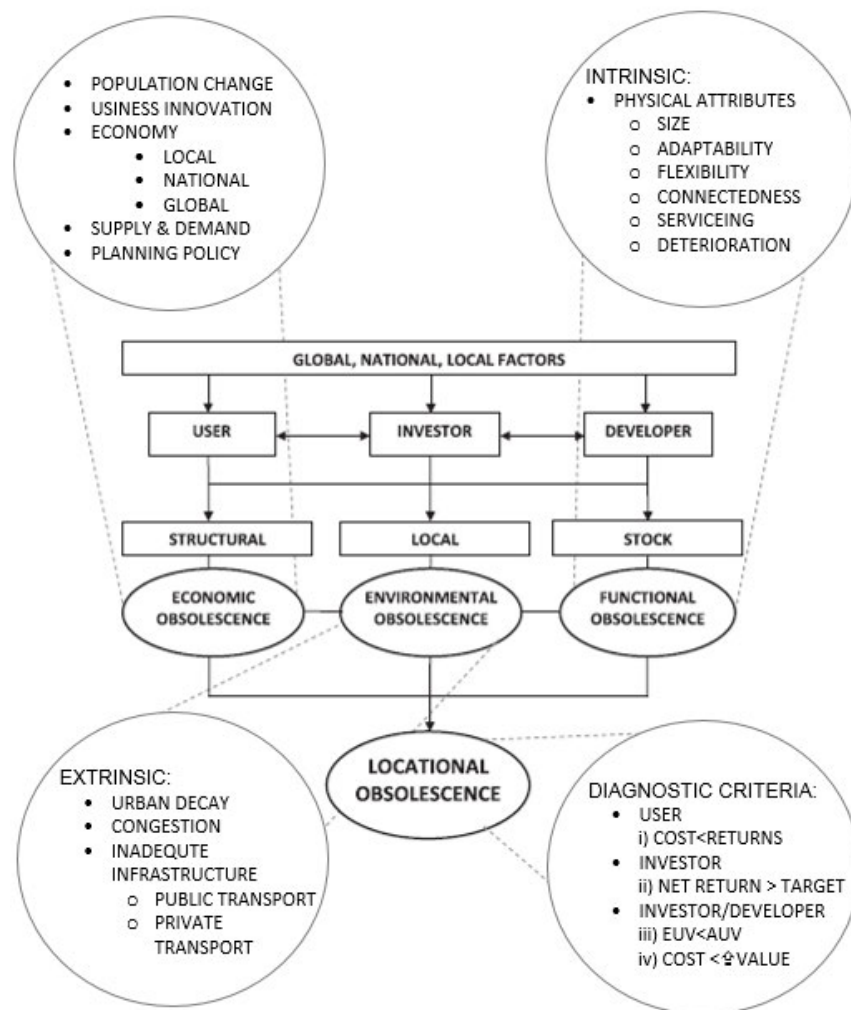 • POPULATION CHANGE
• USINESS INNOVATION
• ECONOMY
• LOCAL
• NATIONAL
• GLOBAL
• SUPPLY & DEMAND
• PLANNING POLICY
INTRINSIC:
• PHYSICAL ATTRIBUTES
o SIZE
o ADAPTABILITY
o FLEXIBILITY
o CONNECTEDNESS
o SERVICEING
o DETERIORATION
GLOBAL, NATIONAL, LOCAL FACTORS
USER
INVESTOR
DEVELOPER
STRUCTURAL
LOCAL
STOCK
ECONOMIC
OBSOLESCENCE
ENVIRONMENTAL
OBSOLESCENCE
FUNCTIONAL
OBSOLESCENCE
LOCATIONAL
OBSOLESCENCE
EXTRINSIC:
• URBAN DECAY
• CONGESTION
• INADEQUTE
INFRASTRUCTURE
o PUBLIC TRANSPORT
o PRIVATE
TRANSPORT
DIAGNOSTIC CRITERIA:
• USER
i) COST<RETURNS
• INVESTOR
ii) NET RETURN > TARGET
• INVESTOR/DEVELOPER
iii) EUV<AUV
iv) COST <⇪VALUE